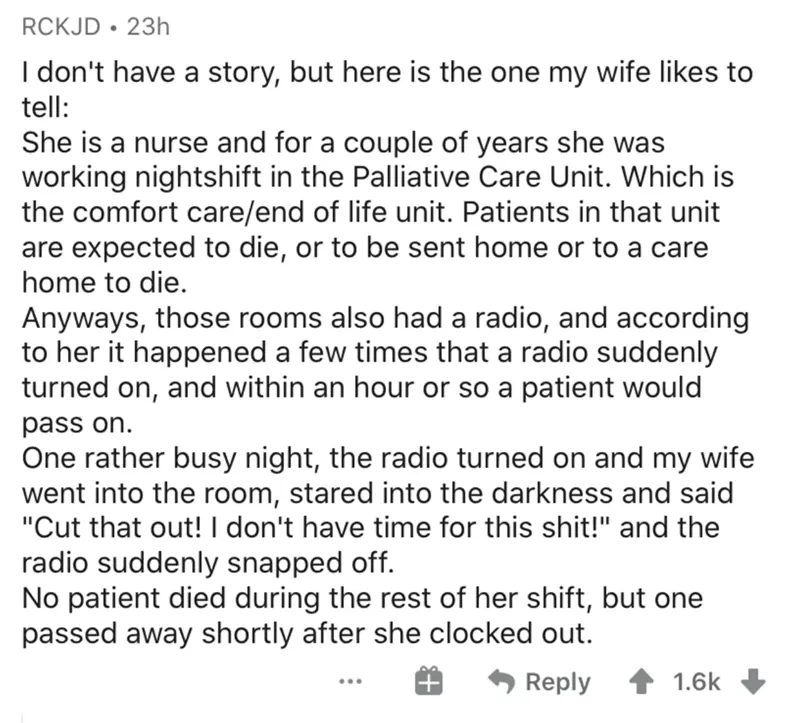 RCKJD • 23h
I don't have a story, but here is the one my wife likes to
tell:
She is a nurse and for a couple of years she was
working nightshift in the Palliative Care Unit. Which is
the comfort care/end of life unit. Patients in that unit
are expected to die, or to be sent home or to a care
home to die.
Anyways, those rooms also had a radio, and according
to her it happened a few times that a radio suddenly
turned on, and within an hour or so a patient would
pass on.
One rather busy night, the radio turned on and my wife
went into the room, stared into the darkness and said
"Cut that out! I don't have time for this shit!" and the
radio suddenly snapped off.
No patient died during the rest of her shift, but one
passed away shortly after she clocked out.
Reply 1.6k